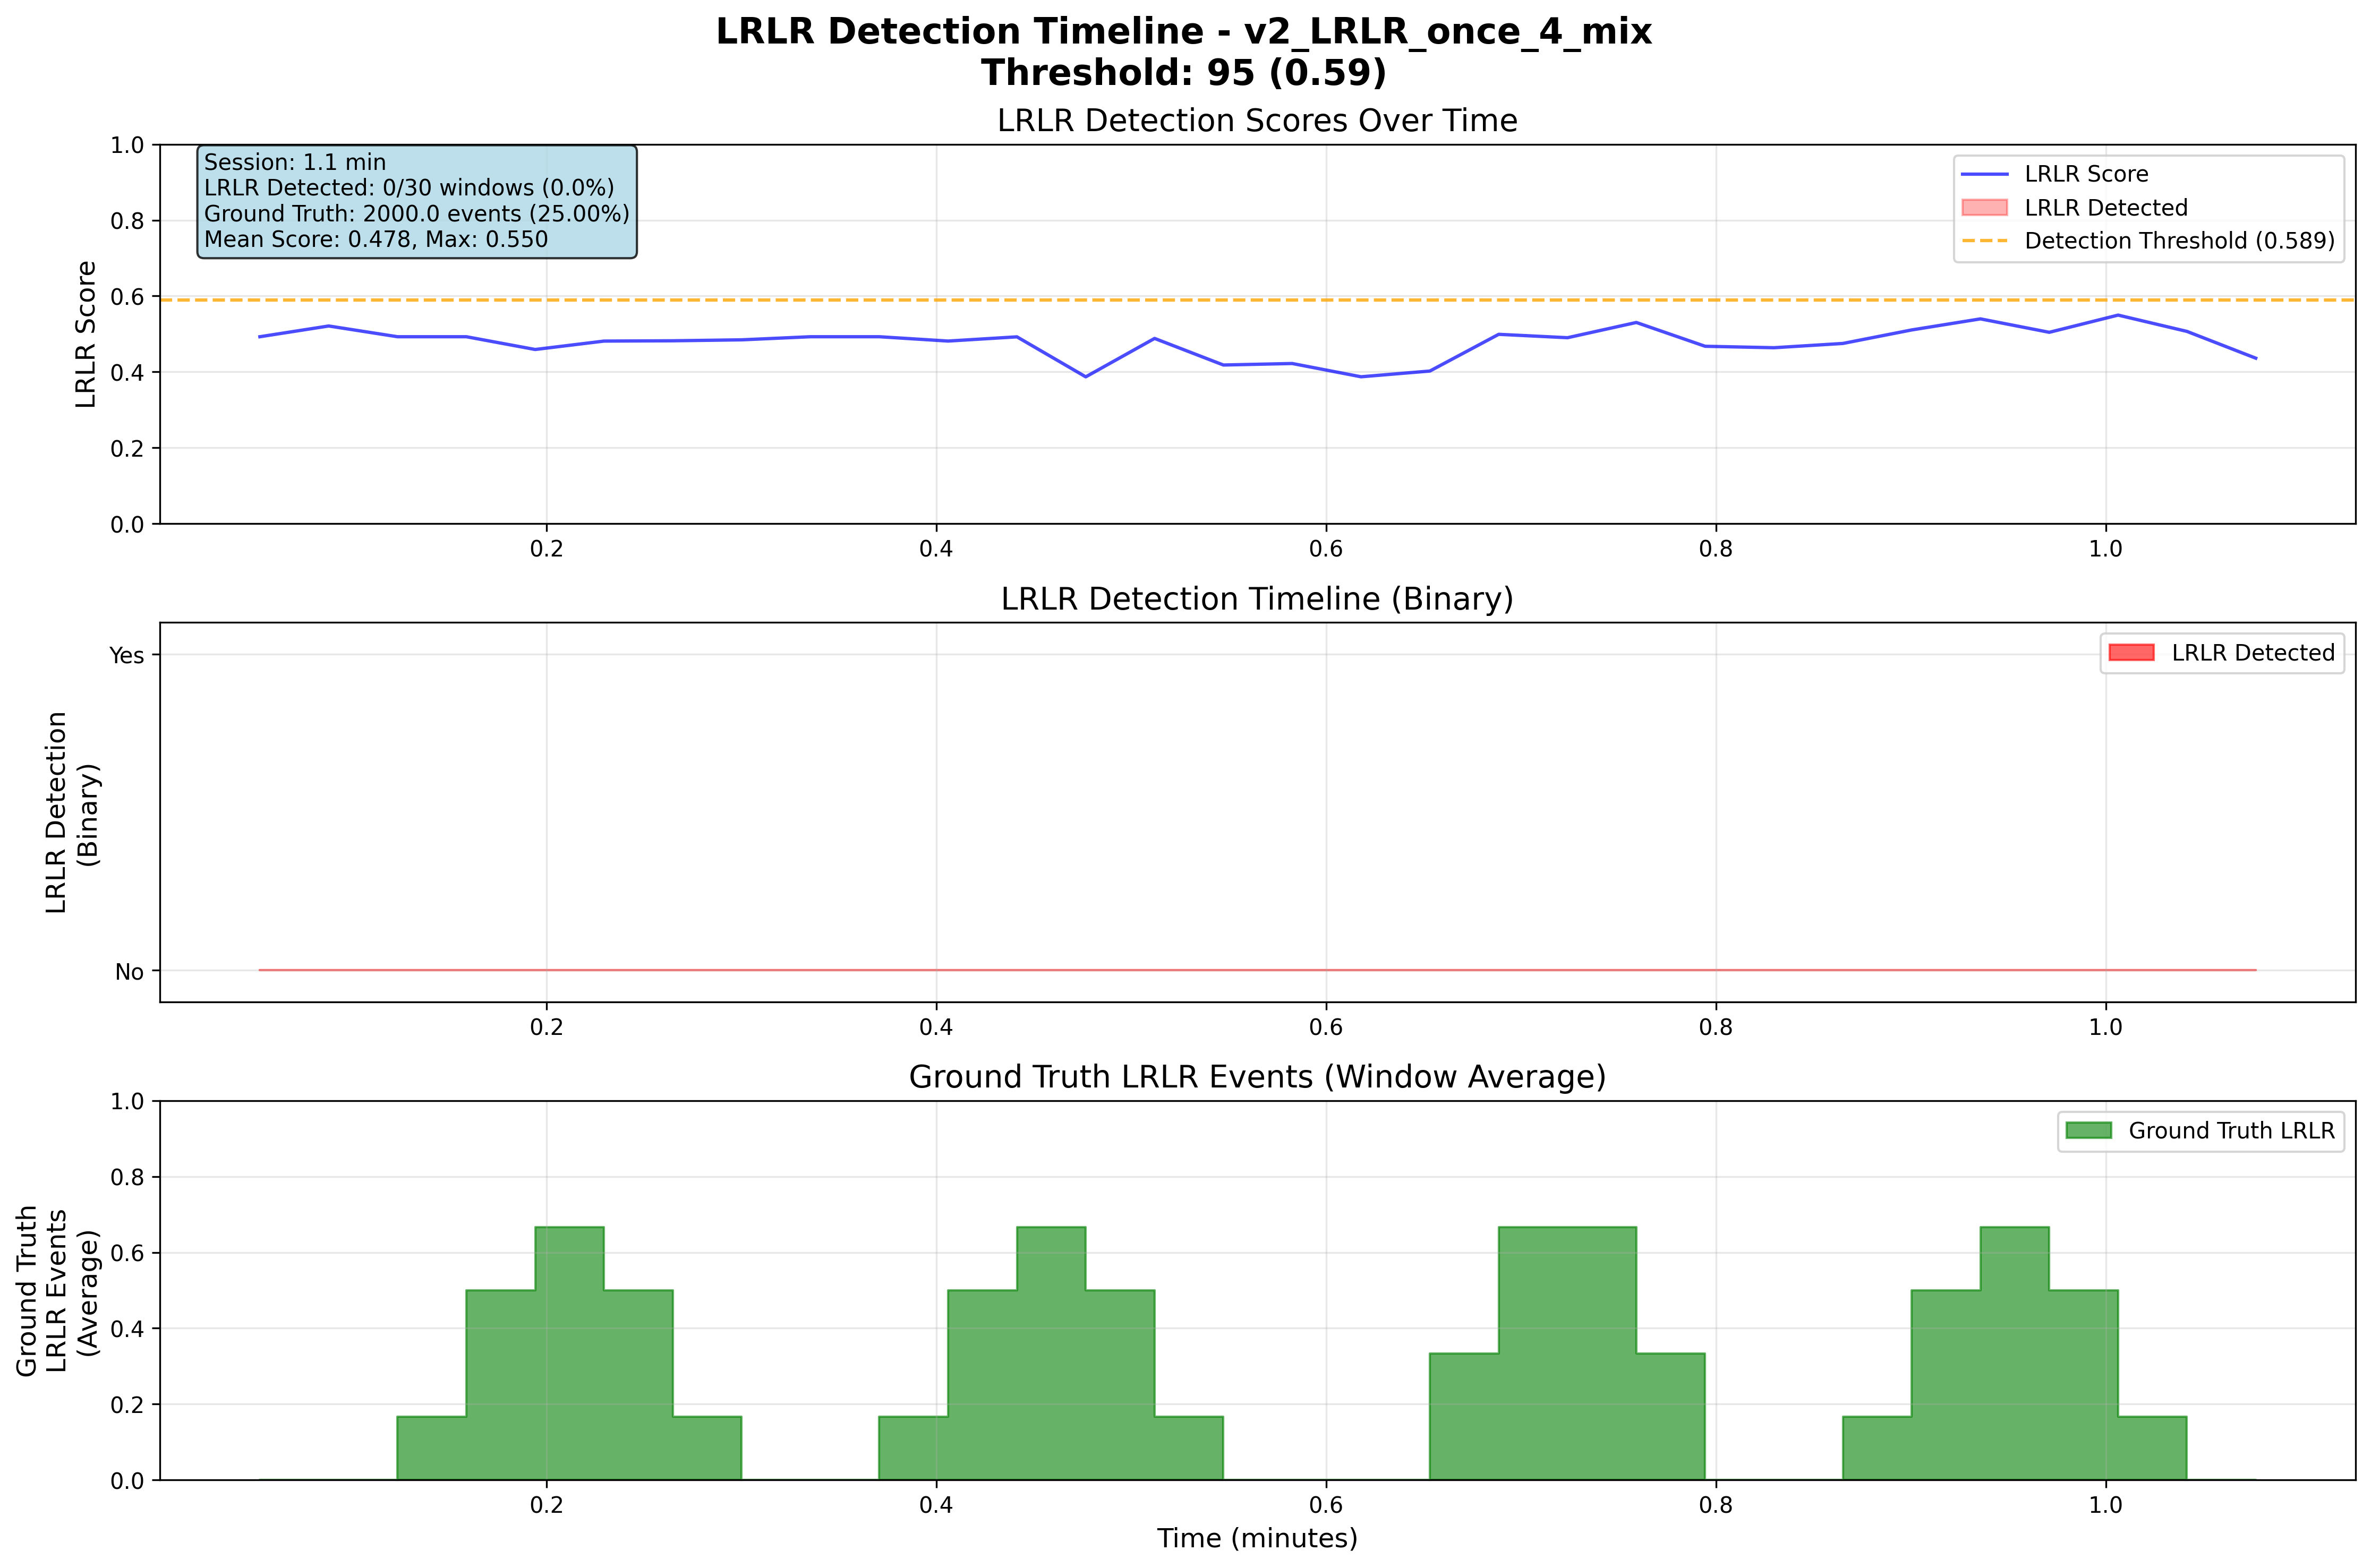 LRLR Detection Timeline - v2_LRLR_once_4_mix
Threshold: 95 (0.59)
LRLR Detection Scores Over Time
Session: 1.1 min
LRLR Detected: 0/30 windows (0.0%)
Ground Truth: 2000.0 events (25.00%)
Mean Score: 0.478, Max: 0.550
LRLR Score
LRLR Detected
Detection Threshold (0.589)
LRLR Score
1.0
0.8
0.6
0.4
0.2
0.0
0.2
0.4
0.6
0.8
1.0
LRLR Detection Timeline (Binary)
LRLR Detected
LRLR Detection
(Binary)
Yes
No
0.2
0.4
0.6
0.8
1.0
Ground Truth LRLR Events (Window Average)
Ground Truth LRLR
Ground Truth
LRLR Events
(Average)
1.0
0.8
0.6
0.4
0.2
0.0
0.2
0.4
0.6
0.8
1.0
Time (minutes)